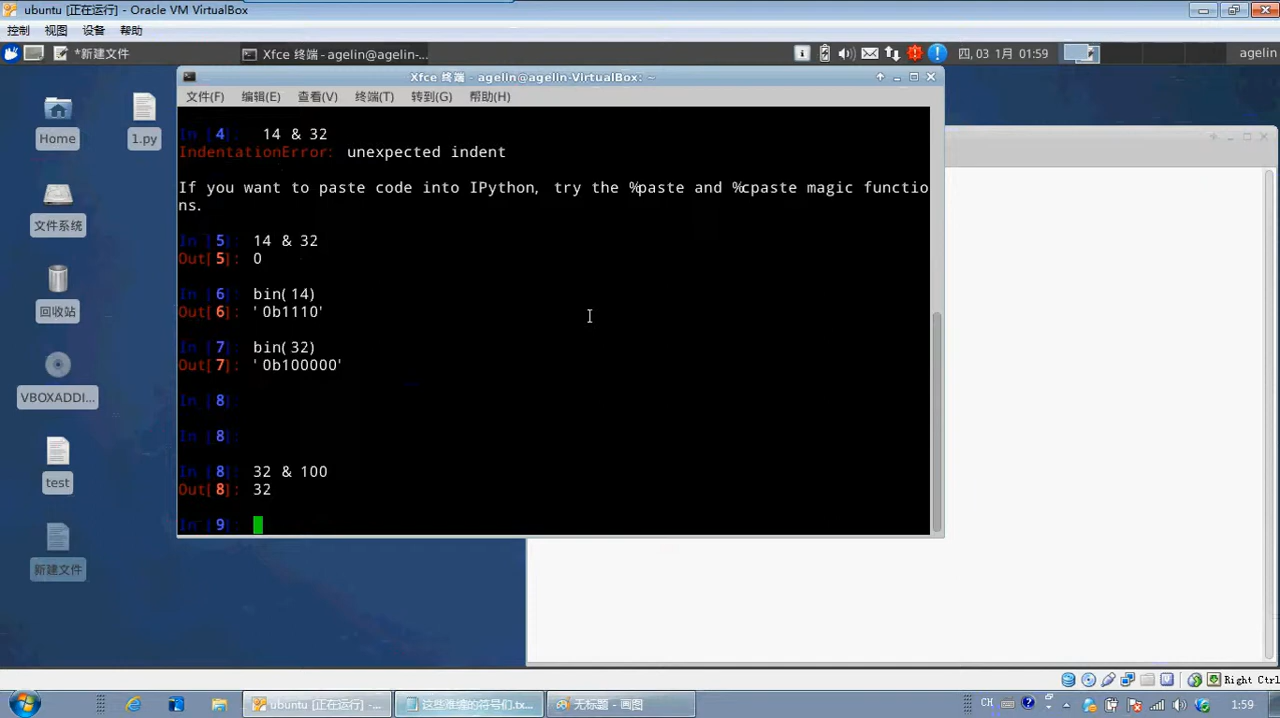 ubuntu [正在运行] - Oracle VM VirtualBox
控制 视图 设备 帮助
*新建文件 Xfce 终端 - agelin@agelin-... 四, 03 1月 01:59 agelin
Xfce 终端 - agelin@agelin-VirtualBox: ~
文件(F) 编辑(E) 查看(V) 终端(T) 转到(G) 帮助(H)
Home
1.py
文件系统
回收站
VBOXADDI...
test
新建文件
In [4]: 14 & 32
IndentationError: unexpected indent
If you want to paste code into IPython, try the %paste and %cpaste magic functio
ns.
In [5]: 14 & 32
Out[5]: 0
In [6]: bin(14)
Out[6]: '0b1110'
In [7]: bin(32)
Out[7]: '0b100000'
In [8]:
In [8]:
In [8]: 32 & 100
Out[8]: 32
In [9]:
Right Ctrl
ubuntu [正在运行] -... 无标题 - 画图 CH 1:59